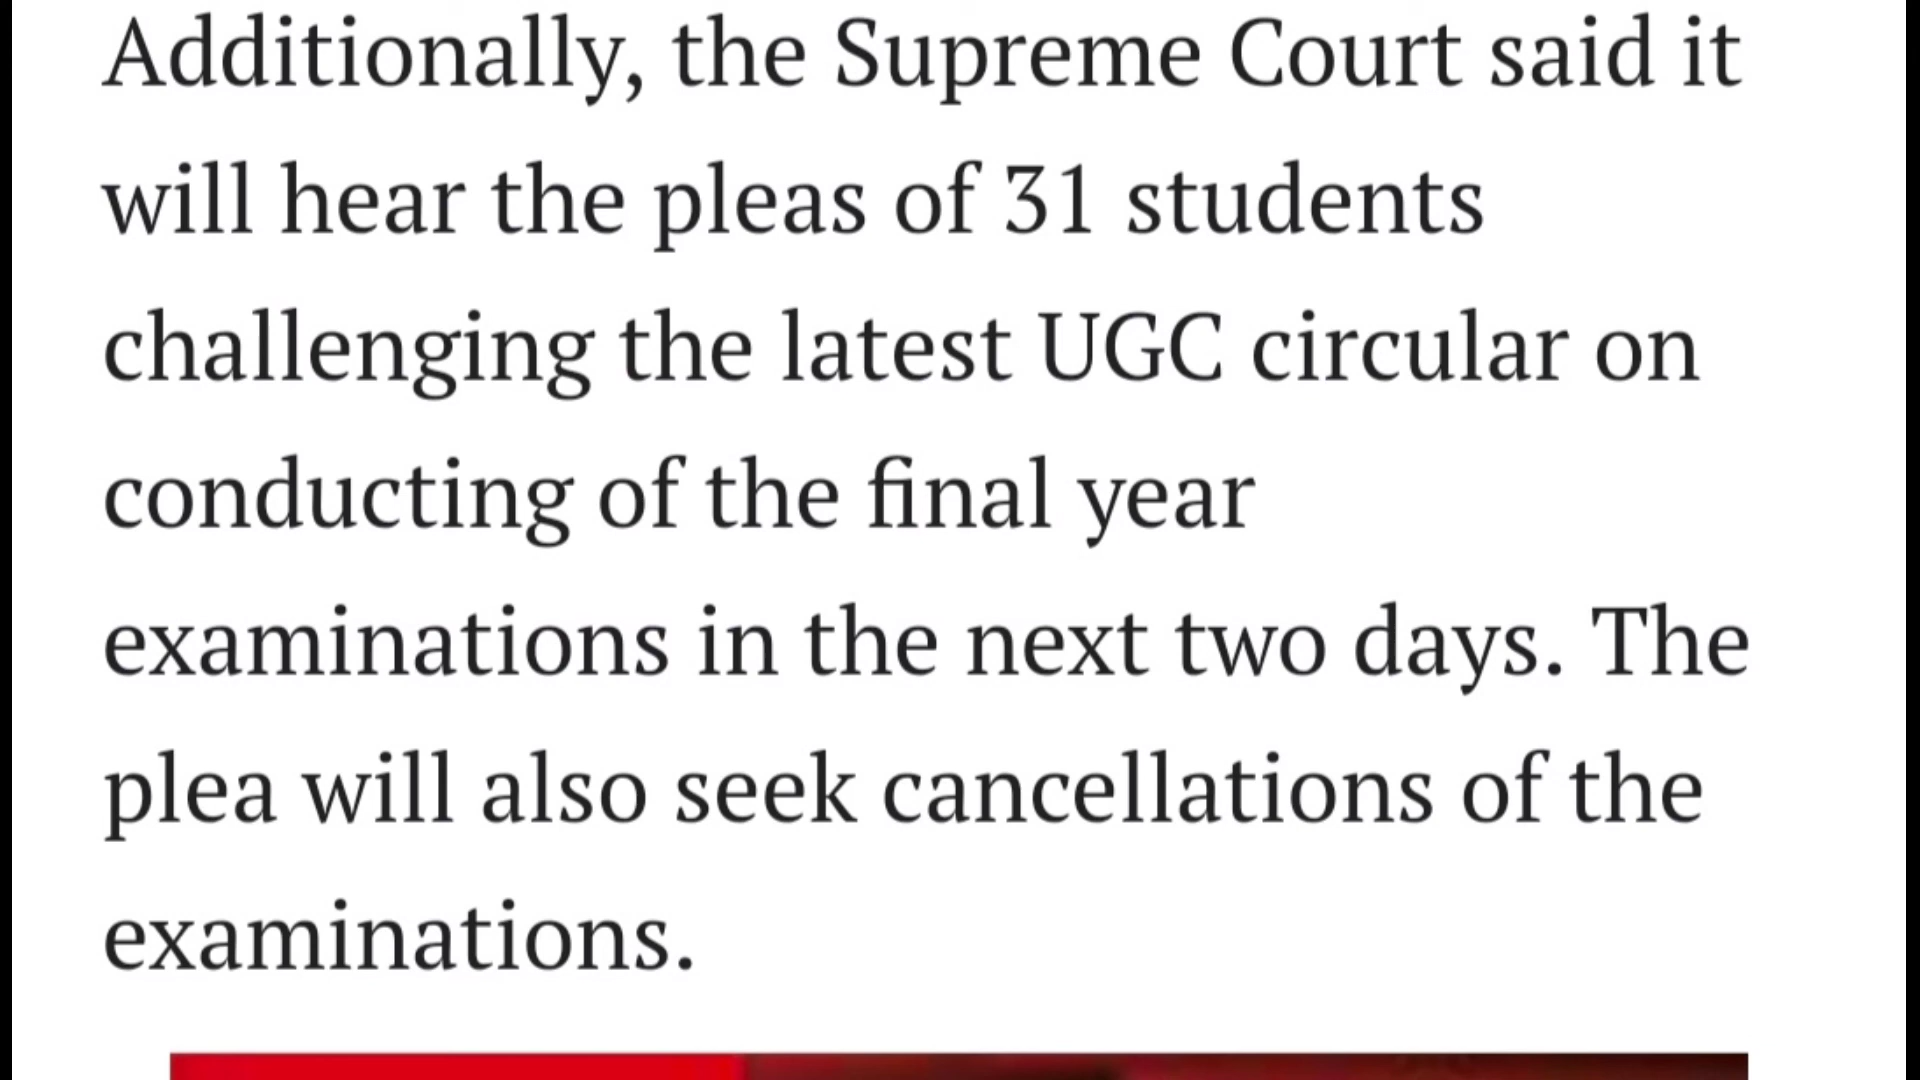 Additionally, the Supreme Court said it
will hear the pleas of 31 students
challenging the latest UGC circular on
conducting of the final year
examinations in the next two days. The
plea will also seek cancellations of the
examinations.